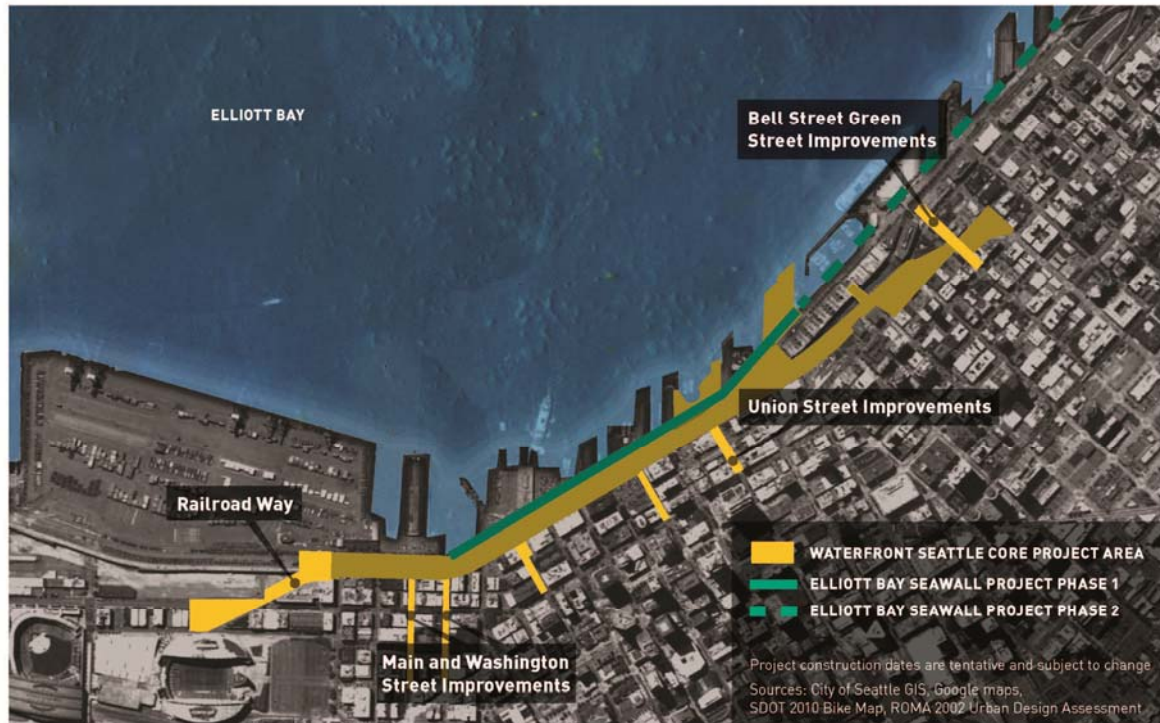 ELLIOTT BAY
Bell Street Green
Street Improvements
Union Street Improvements
Railroad Way
Main and Washington
Street Improvements
WATERFRONT SEATTLE CORE PROJECT AREA
ELLIOTT BAY SEAWALL PROJECT PHASE 1
ELLIOTT BAY SEAWALL PROJECT PHASE 2
Project construction dates are tentative and subject to change
Sources: City of Seattle GIS, Google maps,
SDOT 2010 Bike Map, ROMA 2002 Urban Design Assessment